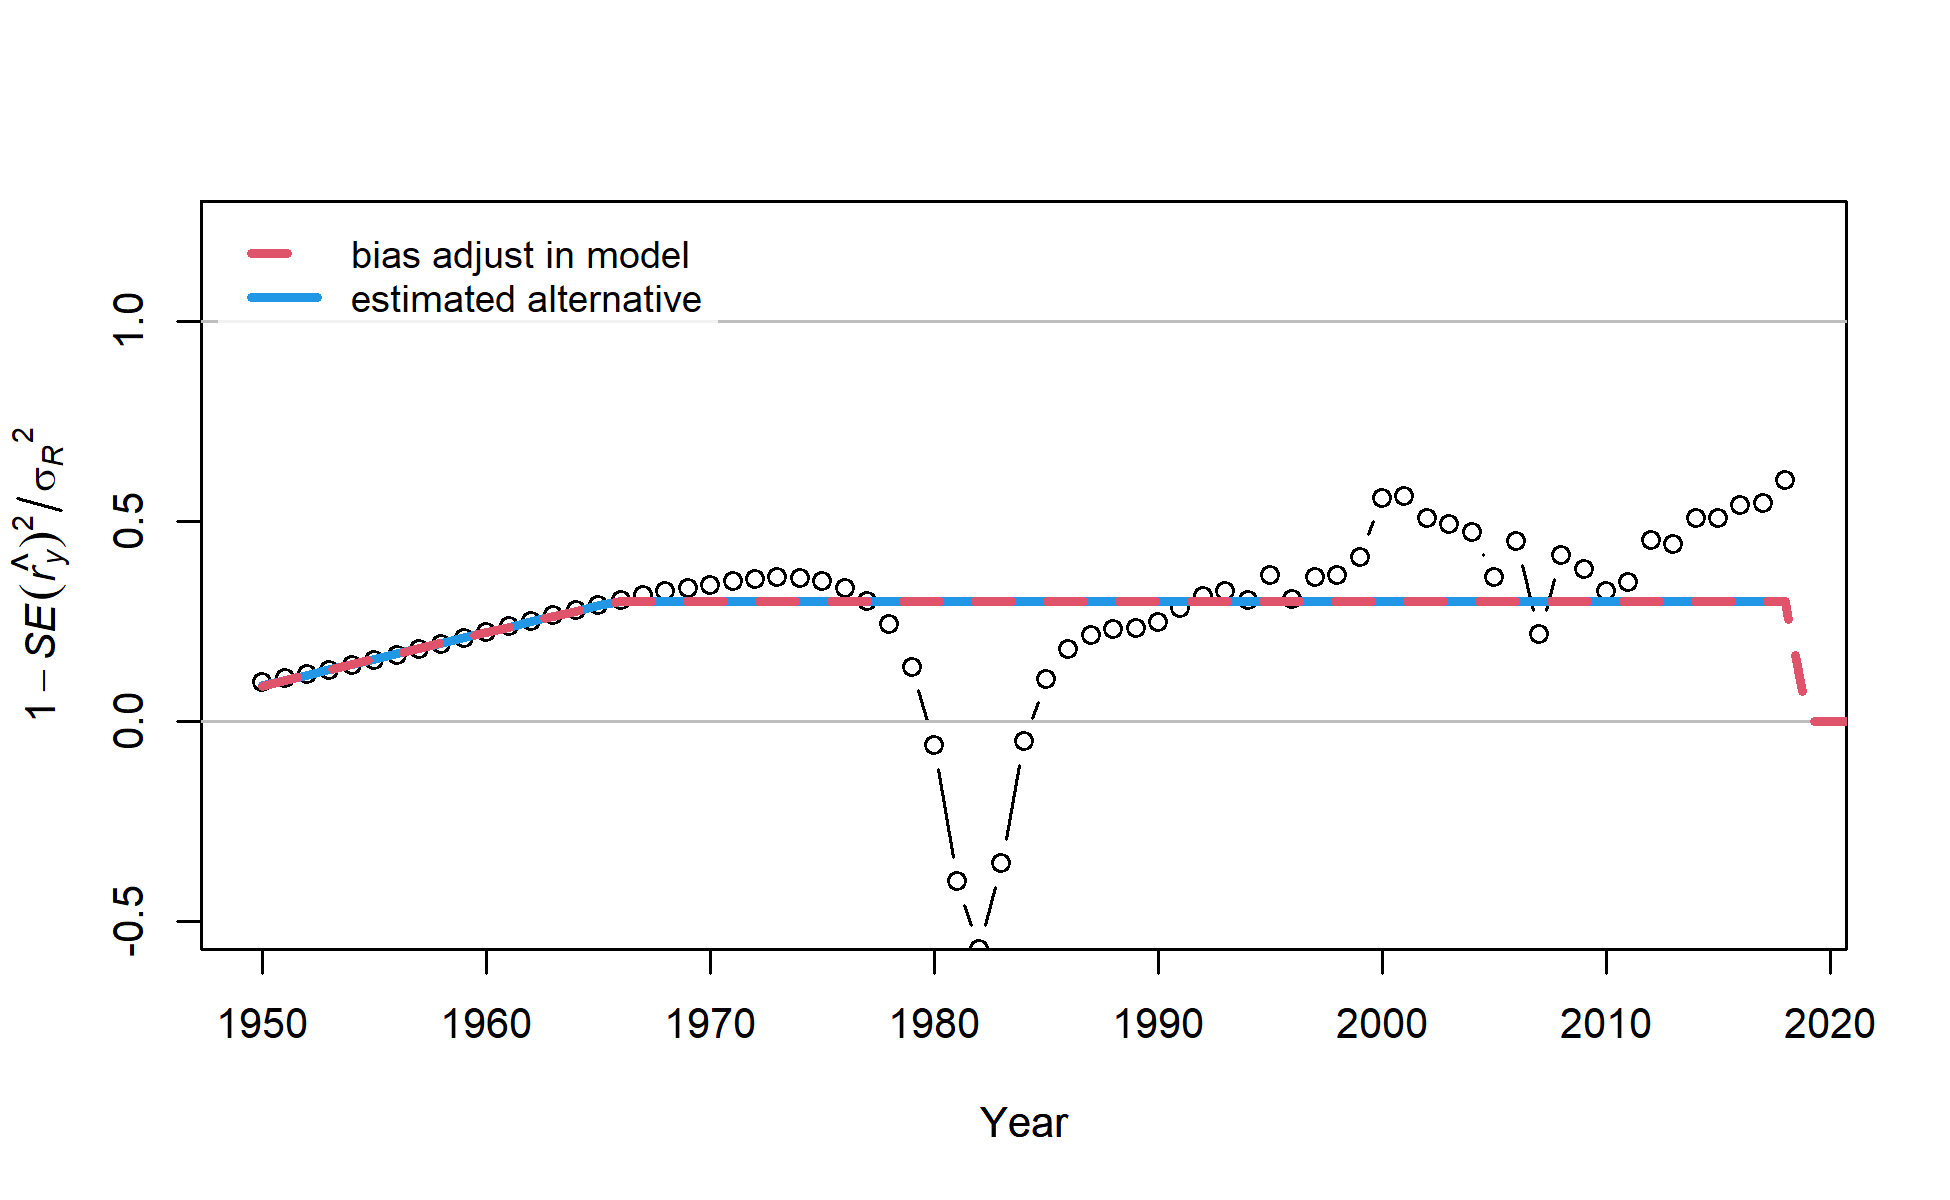 bias adjust in model
estimated alternative
1 − SE(r̂y)² / σR²
1.0
0.5
0.0
-0.5
1950 1960 1970 1980 1990 2000 2010 2020
Year